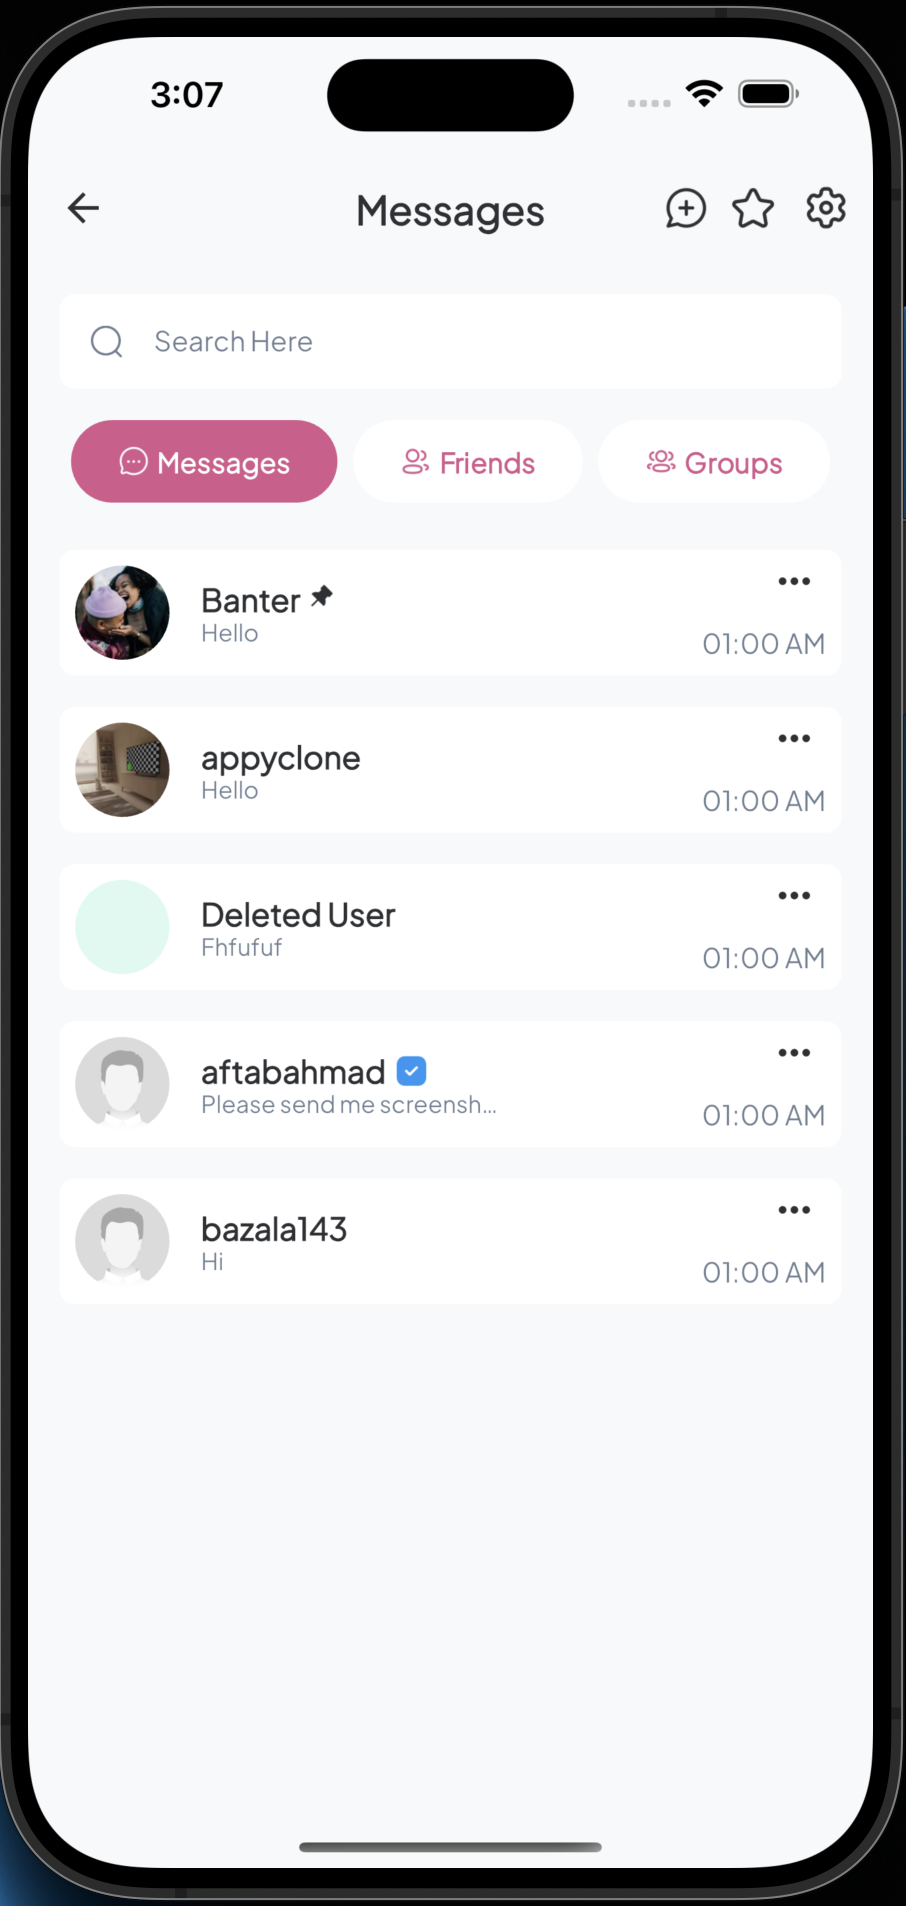 3:07
Messages
Search Here
Messages Friends Groups
Banter
Hello
01:00 AM
appyclone
Hello
01:00 AM
Deleted User
Fhfufuf
01:00 AM
aftabahmad
Please send me screensh...
01:00 AM
bazala143
Hi
01:00 AM